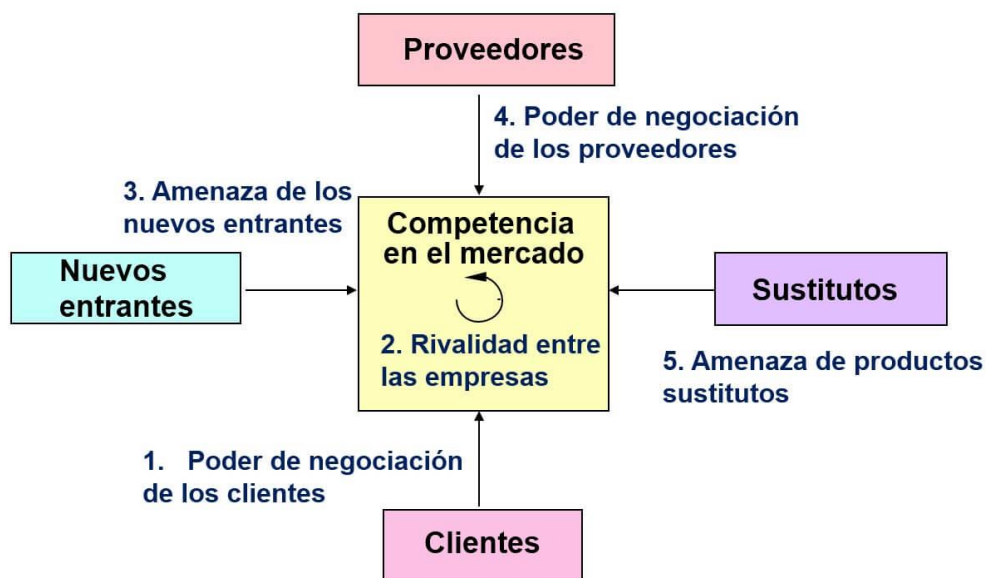 Proveedores
4. Poder de negociación
de los proveedores
3. Amenaza de los
nuevos entrantes
Competencia
en el mercado
Nuevos
entrantes
Sustitutos
2. Rivalidad entre
las empresas
5. Amenaza de productos
sustitutos
1. Poder de negociación
de los clientes
Clientes